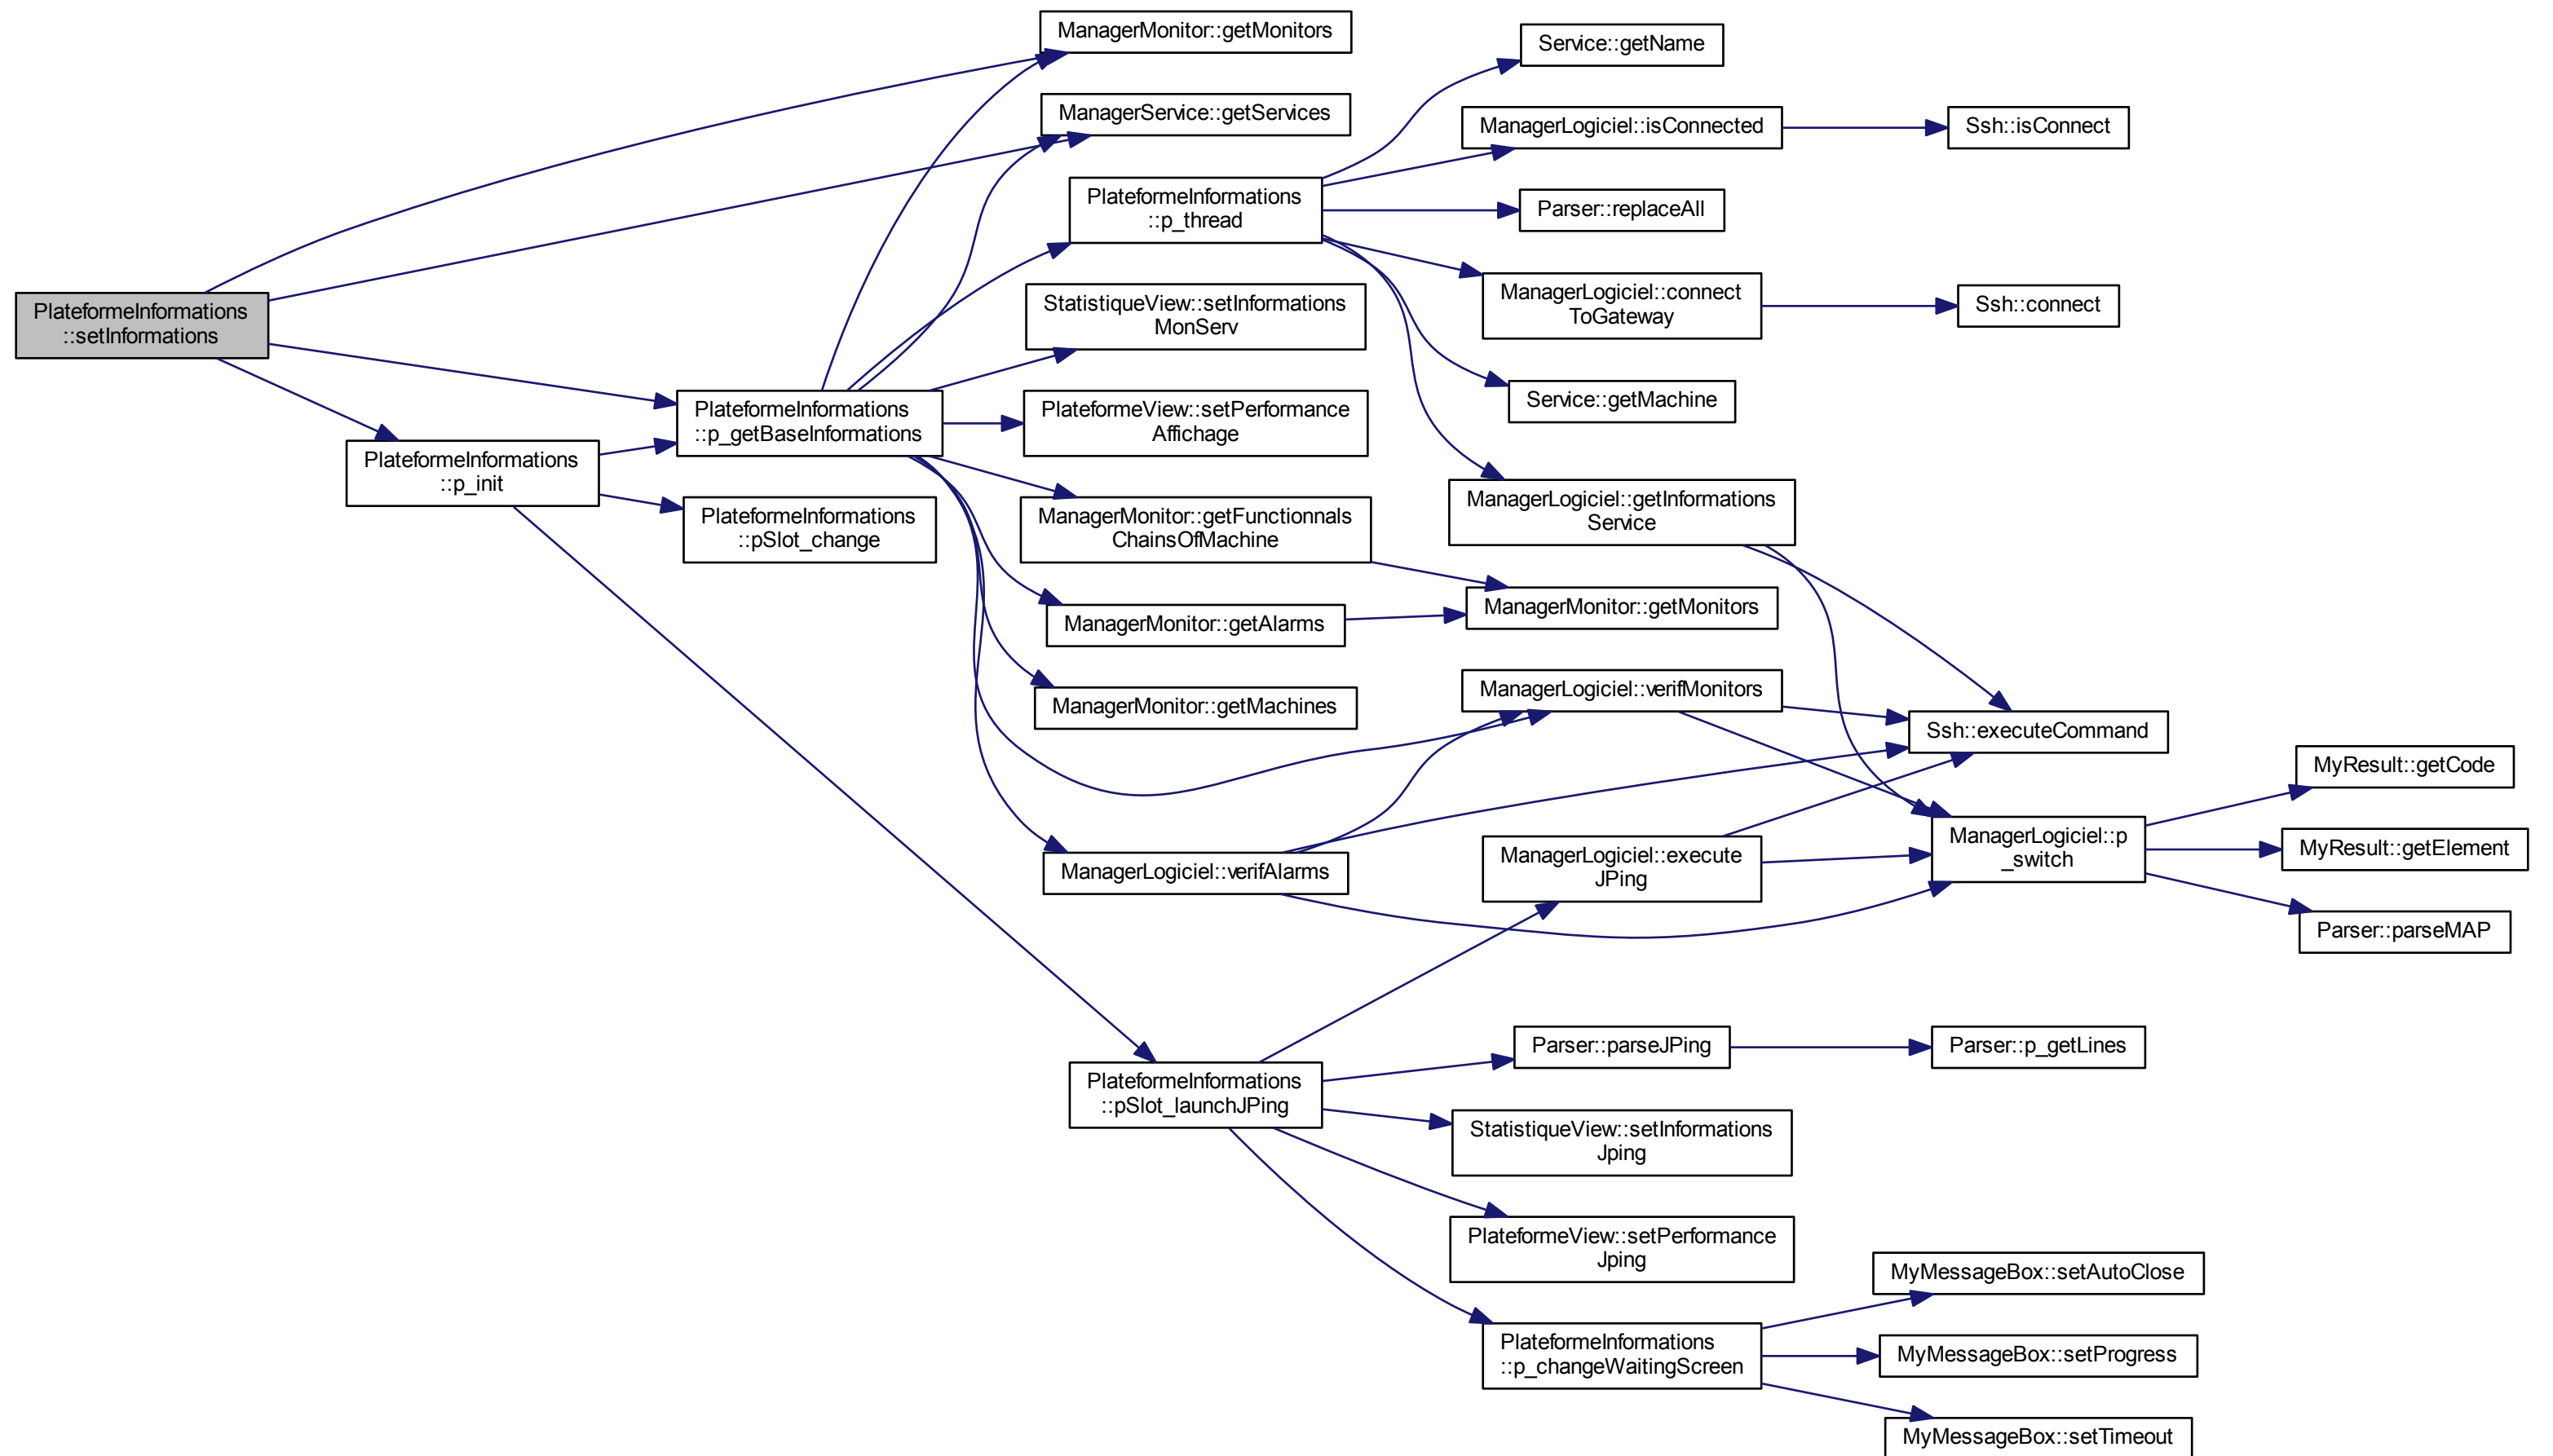 ManagerMonitor::getMonitors
Service::getName
ManagerService::getServices
ManagerLogiciel::isConnected
Ssh::isConnect
PlateformeInformations
::p_thread
Parser::replaceAll
PlateformeInformations
::setInformations
StatistiqueView::setInformations
MonServ
ManagerLogiciel::connect
ToGateway
Ssh::connect
PlateformeInformations
::p_getBaseInformations
PlateformeView::setPerformance
Affichage
Service::getMachine
PlateformeInformations
::p_init
PlateformeInformations
::pSlot_change
ManagerMonitor::getFunctionnals
ChainsOfMachine
ManagerLogiciel::getInformations
Service
ManagerMonitor::getAlarms
ManagerMonitor::getMonitors
ManagerMonitor::getMachines
ManagerLogiciel::verifMonitors
Ssh::executeCommand
MyResult::getCode
ManagerLogiciel::verifAlarms
ManagerLogiciel::execute
JPing
ManagerLogiciel::p
_switch
MyResult::getElement
Parser::parseMAP
PlateformeInformations
::pSlot_launchJPing
Parser::parseJPing
Parser::p_getLines
StatistiqueView::setInformations
Jping
PlateformeView::setPerformance
Jping
MyMessageBox::setAutoClose
PlateformeInformations
::p_changeWaitingScreen
MyMessageBox::setProgress
MyMessageBox::setTimeout